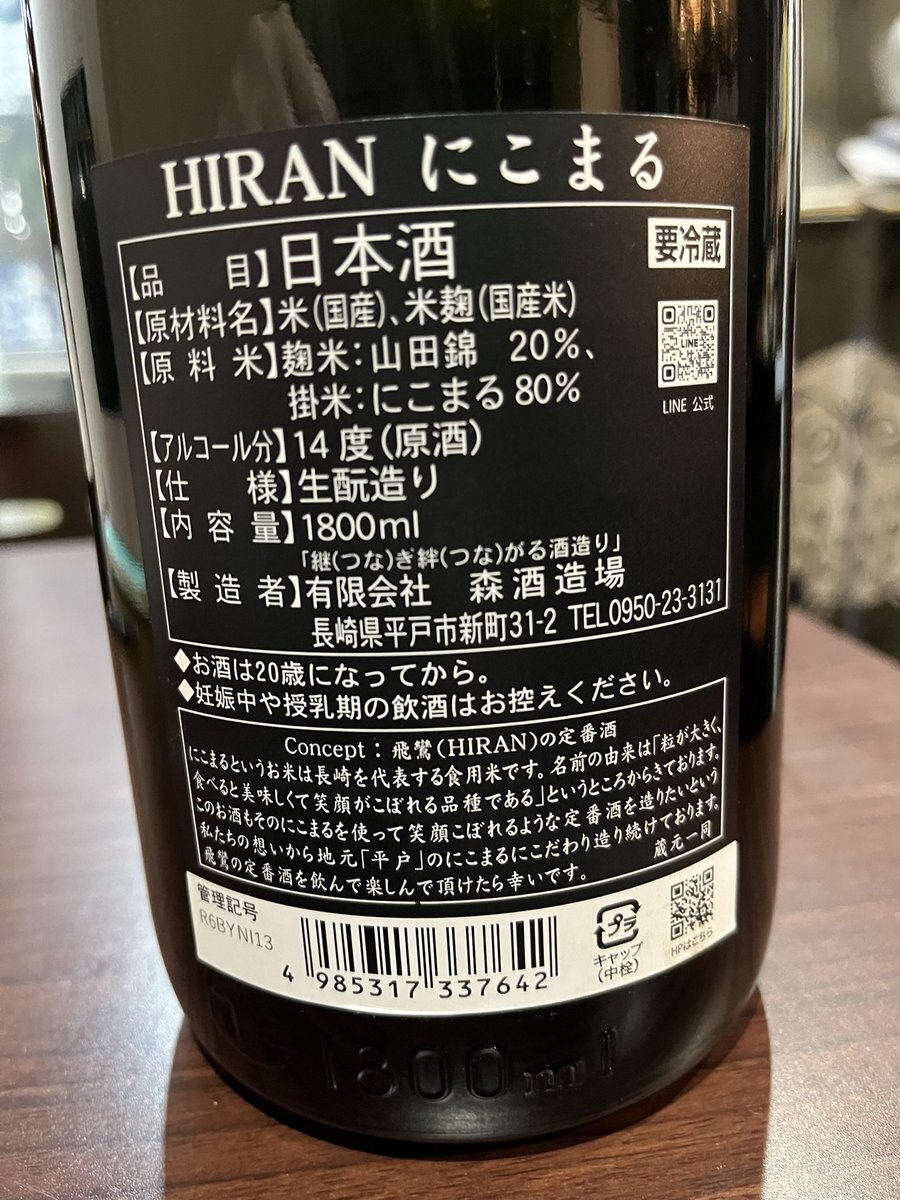 HIRAN にこまる
要冷蔵
【品 目】日本酒
【原材料名】米(国産)、米麹(国産米)
【原料米】麹米:山田錦 20%、
掛米:にこまる80%
【アルコール分】14度(原酒)
【仕 様】生酛造り
【内容量】1800ml
「継(つな)ぎ絆(つな)がる酒造り」
【製造者】有限会社 森酒造場
長崎県平戸市新町31-2 TEL0950-23-3131
LINE
LINE 公式
◆お酒は20歳になってから。
◆妊娠中や授乳期の飲酒はお控えください。
Concept:飛鸞(HIRAN)の定番酒
にこまるというお米は長崎を代表する食用米です。名前の由来は「粒が大きく、
食べると美味しくて笑顔がこぼれる品種である」というところからきております。
このお酒もそのにこまるを使って笑顔こぼれるような定番酒を造りたいという
私たちの想いから地元「平戸」のにこまるにこだわり造り続けております。
飛鸞の定番酒を飲んで楽しんで頂けたら幸いです。 蔵元一同
管理記号
R6BYNI13
4 985317 337642
プラ
キャップ
(中栓)
HPはこちら
1800ml